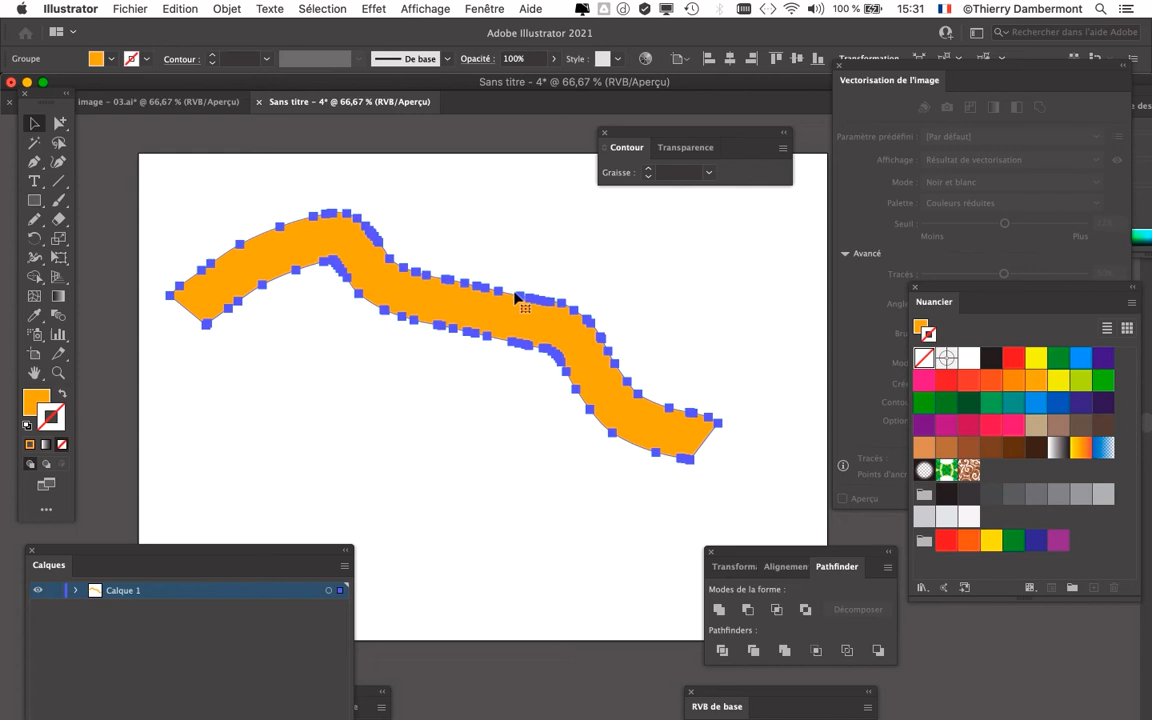 Illustrator Fichier Edition Objet Texte Sélection Effet Affichage Fenêtre Aide 100 % 15:31 ©Thierry Dambermont
Adobe Illustrator 2021
Rechercher dans l'aide Adobe
Groupe Contour : De base Opacité : 100% Style : Transformation
Sans titre - 4* @ 66,67 % (RVB/Aperçu)
image - 03.ai* @ 66,67 % (RVB/Aperçu)
Sans titre - 4* @ 66,67 % (RVB/Aperçu)
Vectorisation de l'image
Paramètre prédéfini : [Par défaut]
Affichage : Résultat de vectorisation
Mode : Noir et blanc
Palette : Couleurs réduites
Seuil :
Moins Plus
Avancé
Tracés :
Contour Transparence
Graisse :
Nuancier
Tracés :
Points d'ancr
Aperçu
Calques
Calque 1
Transforma Alignemen Pathfinder
Modes de la forme :
Décomposer
Pathfinders :
RVB de base